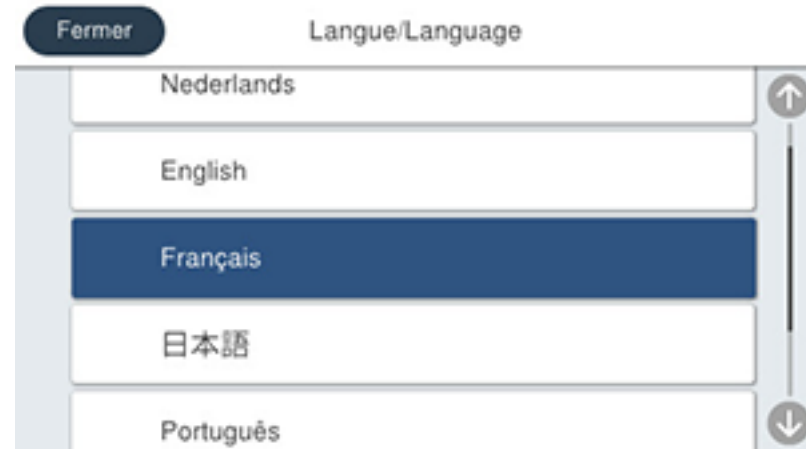 Fermer
Langue/Language
Nederlands
English
Français
日本語
Português